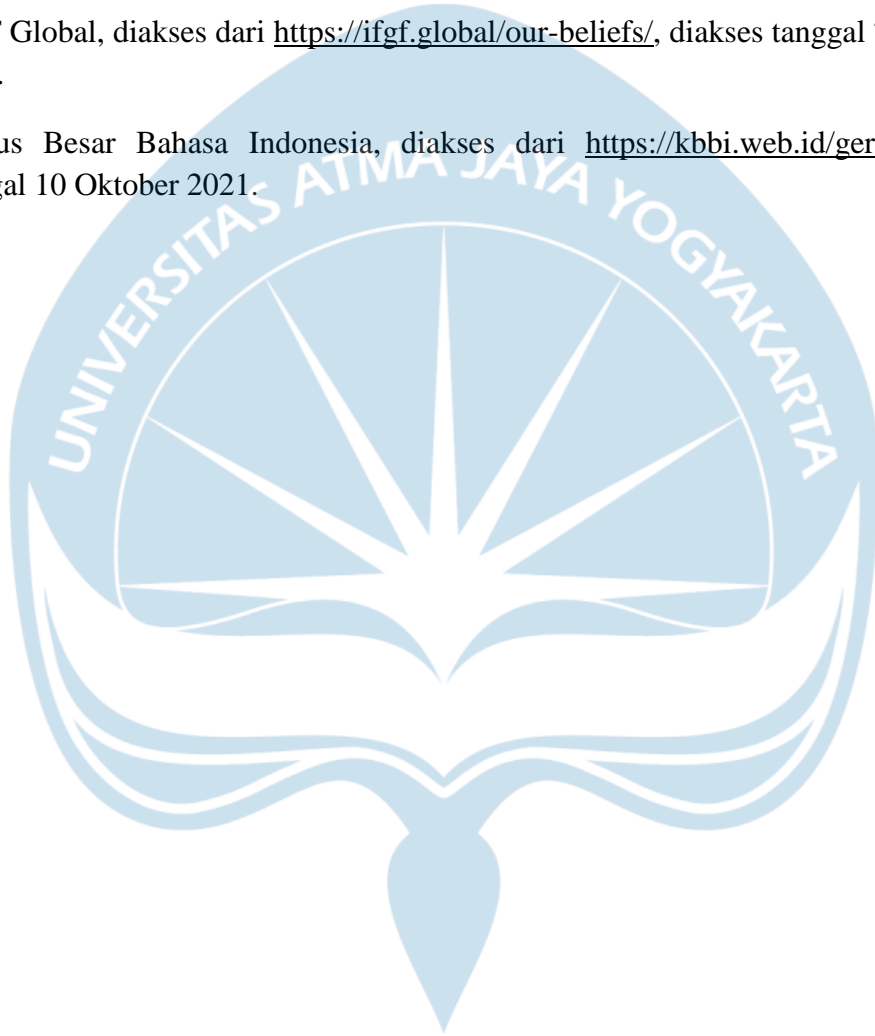 Global, diakses dari https://ifgf.global/our-beliefs/, diakses tanggal
.
us Besar Bahasa Indonesia, diakses dari https://kbbi.web.id/ger
gal 10 Oktober 2021.
UNIVERSITAS ATMA JAYA YOGYAKARTA